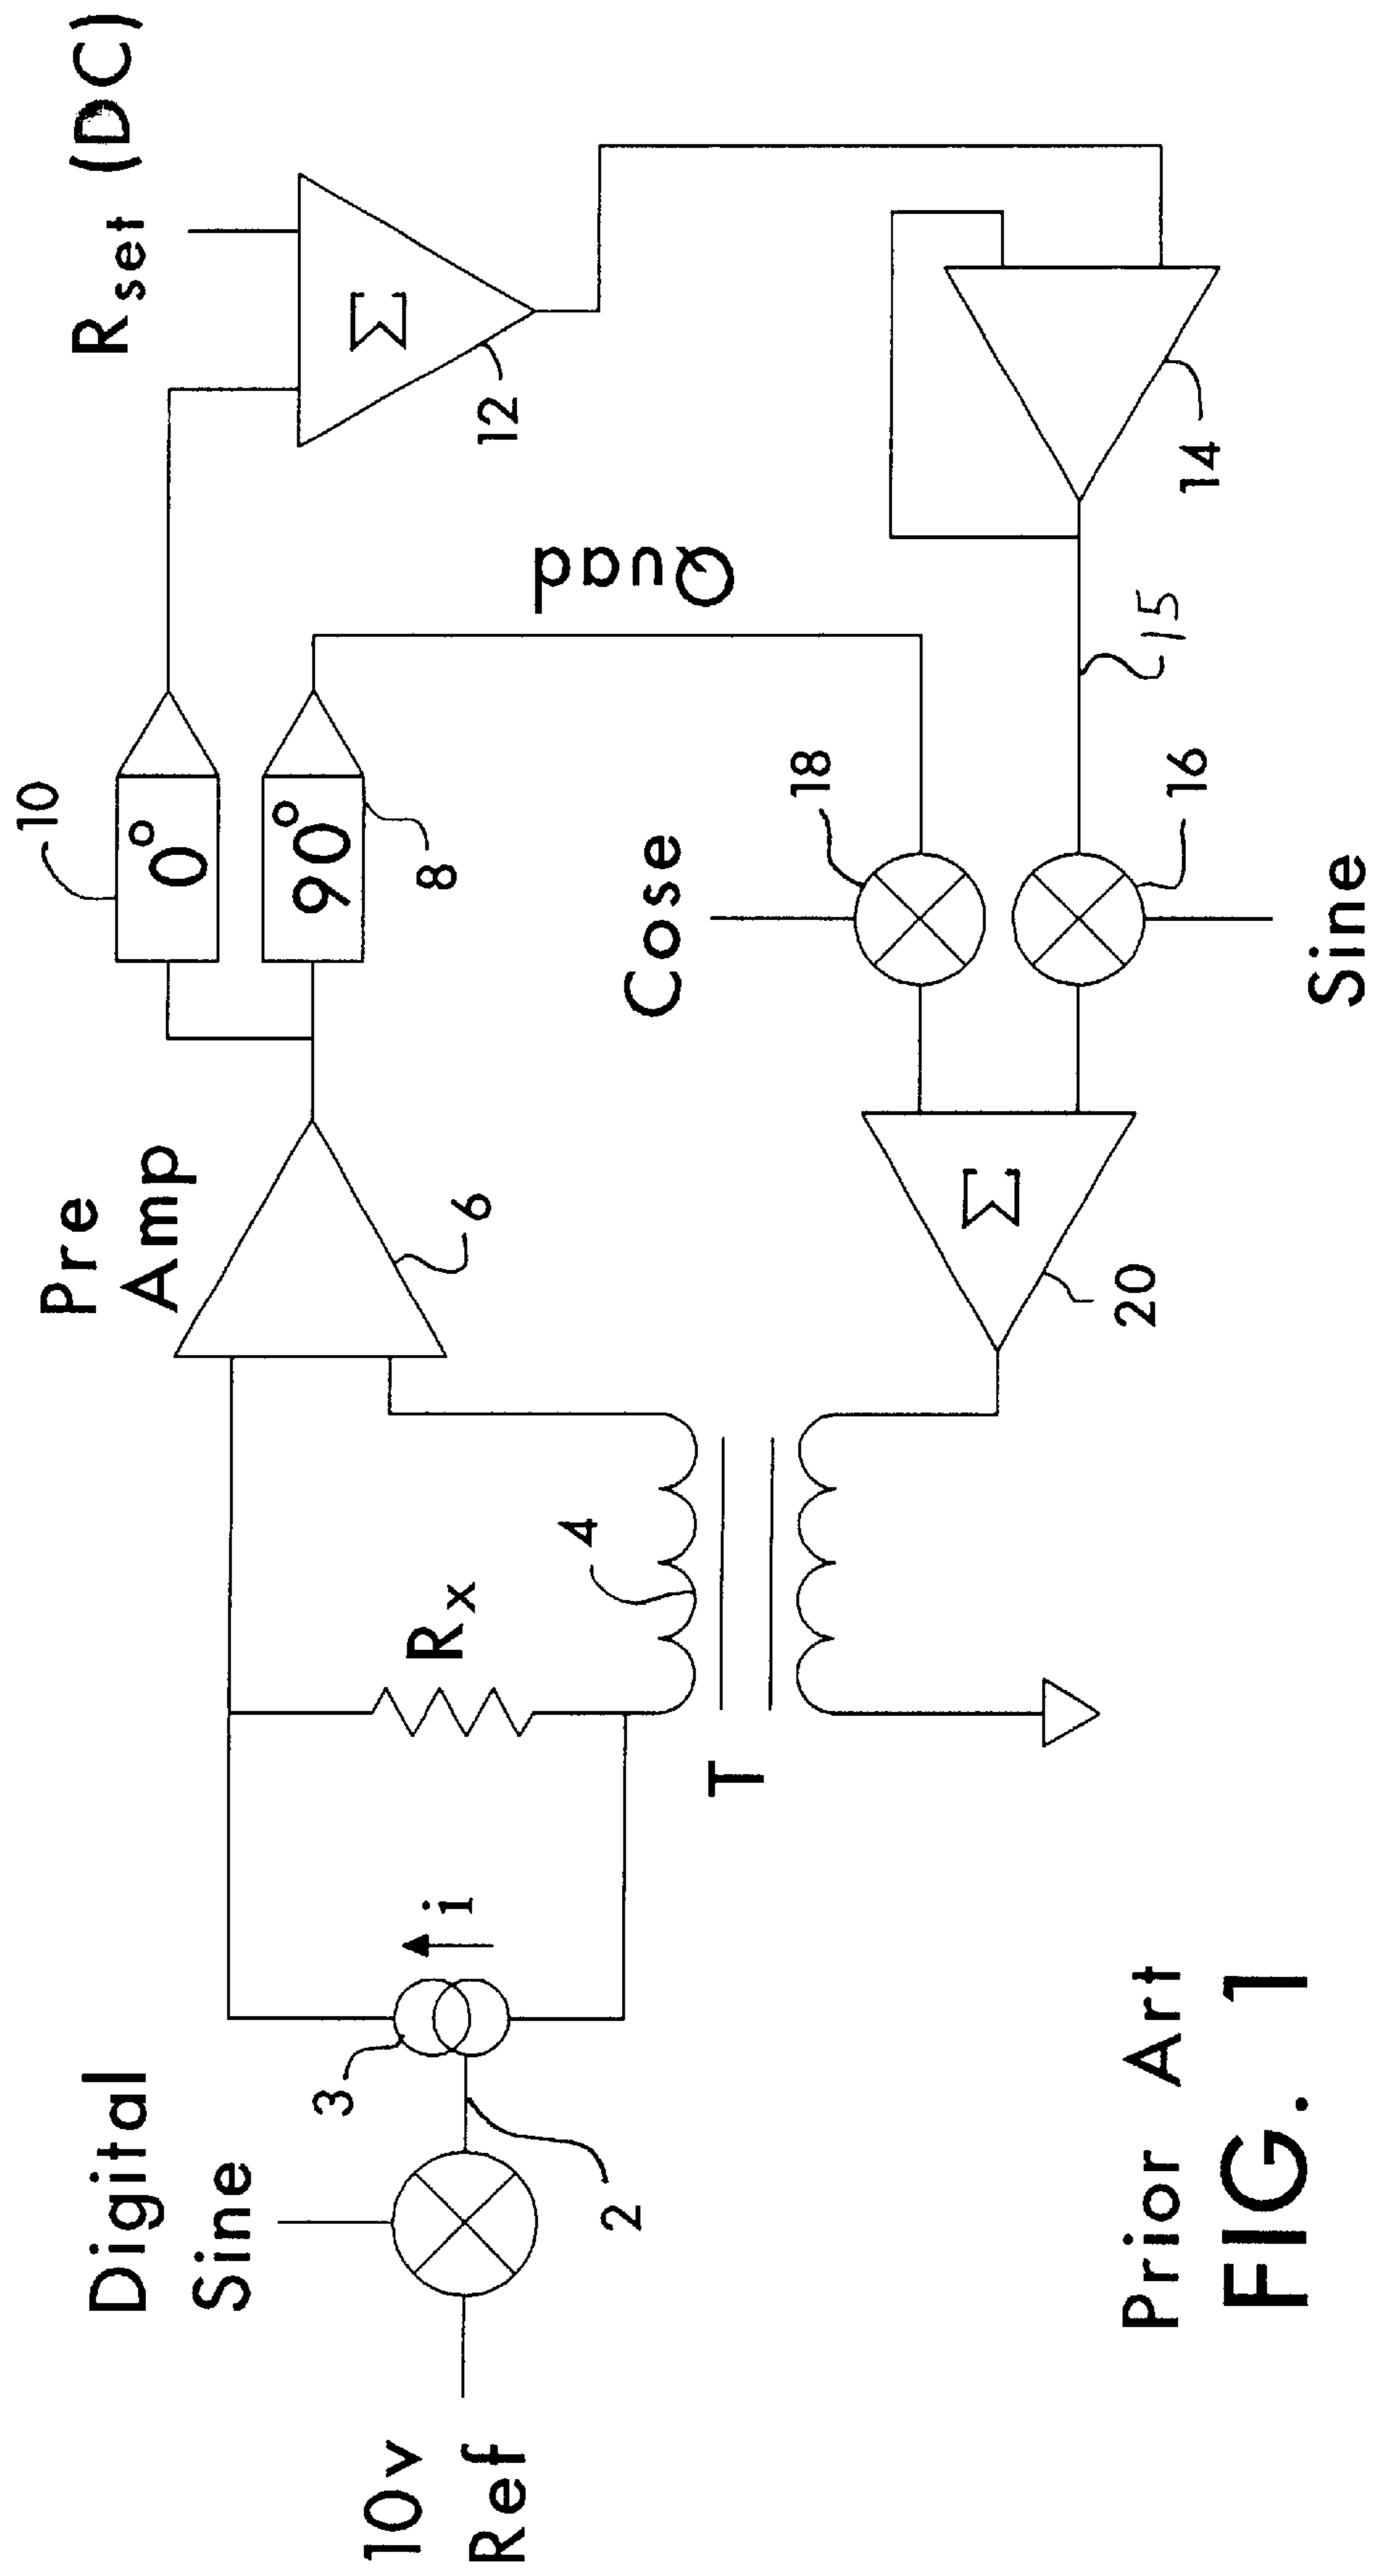 Digital
Sine
10v
Ref
2
3
i
Rx
4
T
Pre
Amp
6
10
0°
90°
8
Rset (DC)
Σ
12
Quad
14
15
Cose
18
16
Sine
Σ
20
Prior Art
FIG. 1